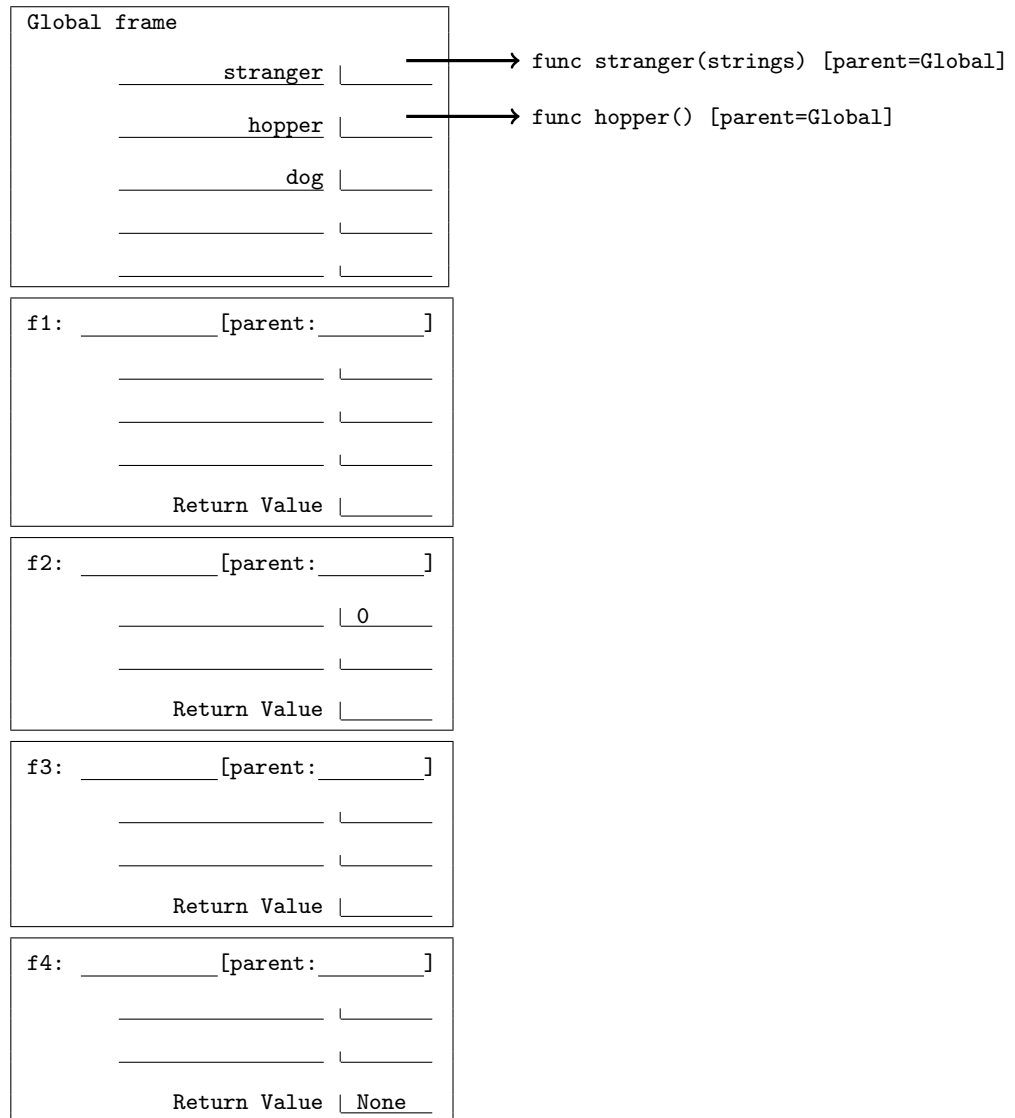 Global frame
stranger
func stranger(strings) [parent=Global]
hopper
func hopper() [parent=Global]
dog
f1: [parent: ]
Return Value
f2: [parent: ]
0
Return Value
f3: [parent: ]
Return Value
f4: [parent: ]
Return Value None